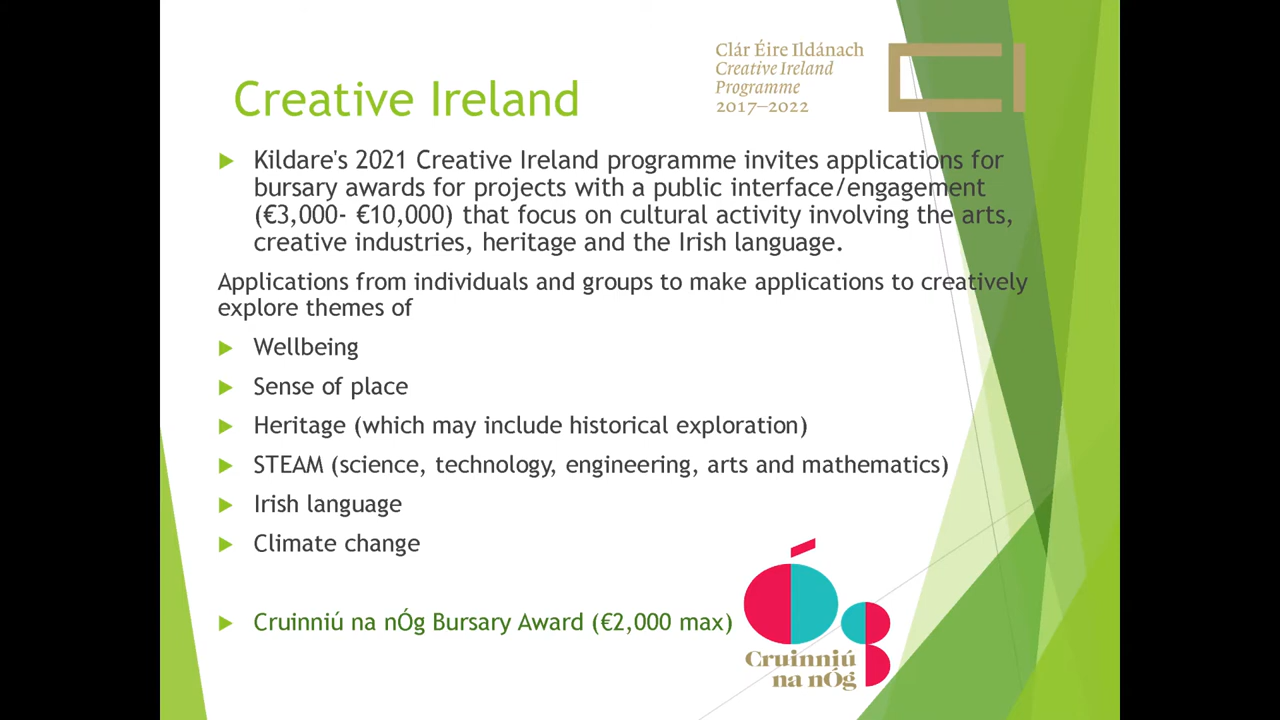 Clár Éire Ildánach
Creative Ireland
Programme
2017–2022
Creative Ireland
Kildare's 2021 Creative Ireland programme invites applications for
bursary awards for projects with a public interface/engagement
(€3,000- €10,000) that focus on cultural activity involving the arts,
creative industries, heritage and the Irish language.
Applications from individuals and groups to make applications to creatively
explore themes of
Wellbeing
Sense of place
Heritage (which may include historical exploration)
STEAM (science, technology, engineering, arts and mathematics)
Irish language
Climate change
Cruinniú na nÓg Bursary Award (€2,000 max)
Cruinniú
na nÓg